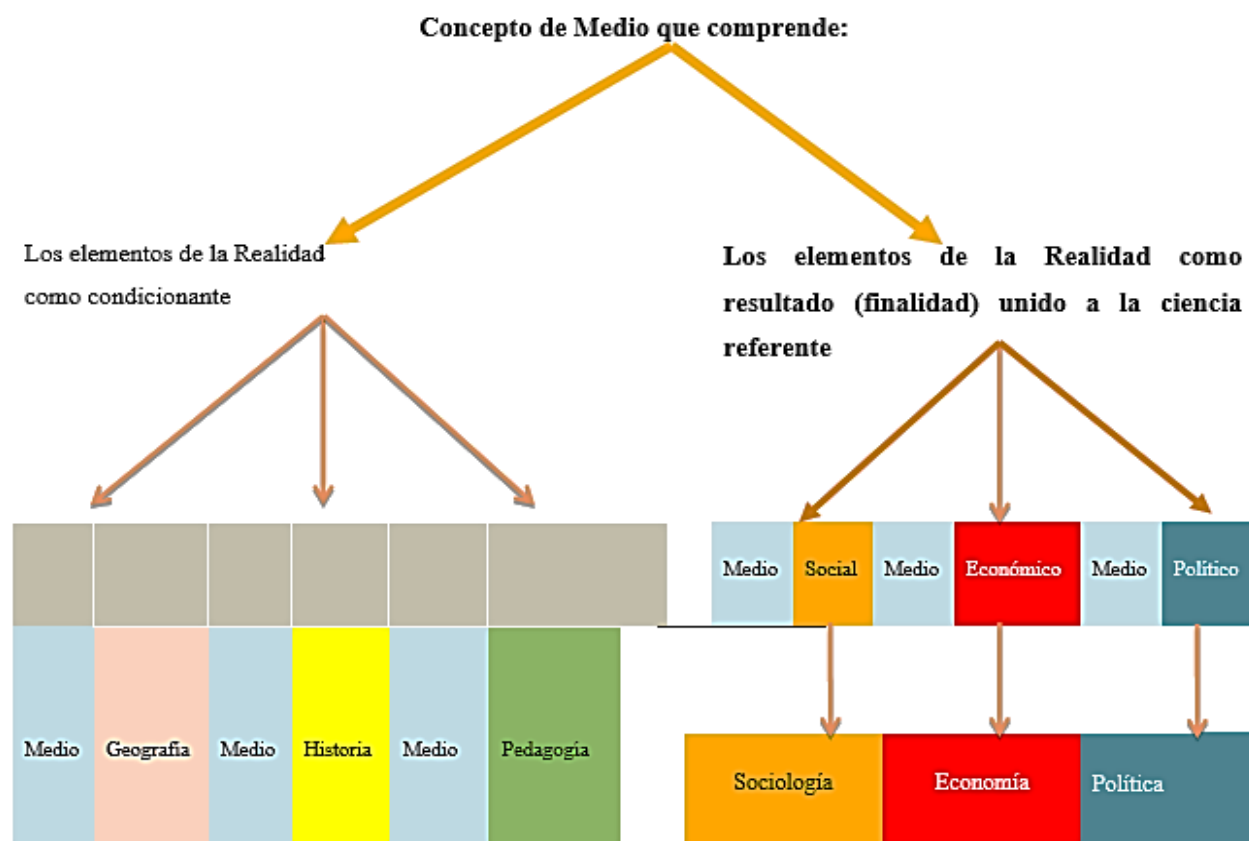 Concepto de Medio que comprende:
Los elementos de la Realidad
como condicionante
Los elementos de la Realidad como
resultado (finalidad) unido a la ciencia
referente
Medio Social Medio Económico Medio Político
Medio Geografía Medio Historia Medio Pedagogía
Sociología Economía Política